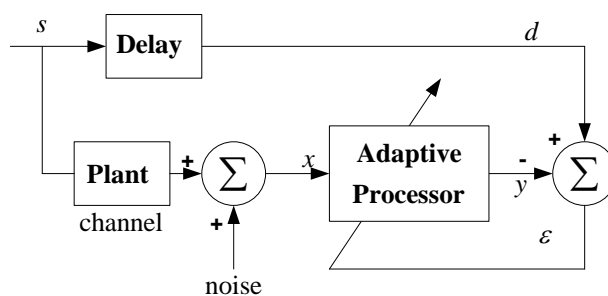 s
Delay
d
+
Plant
+
Σ
x
Adaptive
Processor
-
y
Σ
channel
+
ε
noise